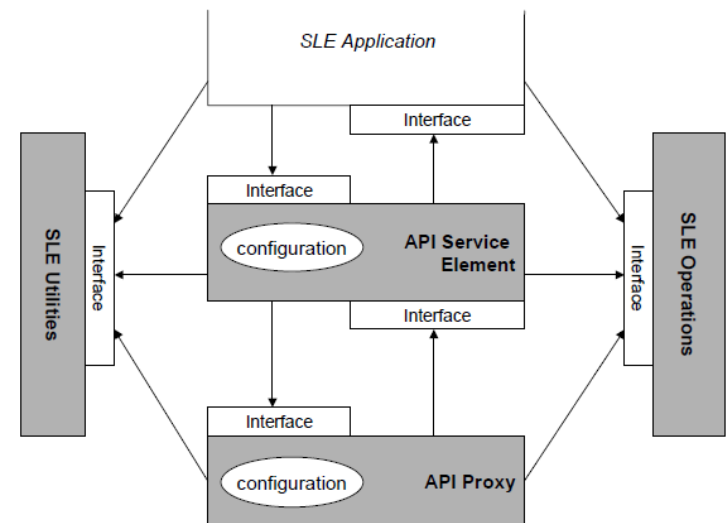 SLE Application
Interface
Interface
configuration
API Service
Element
Interface
SLE Utilities
Interface
Interface
SLE Operations
Interface
configuration
API Proxy